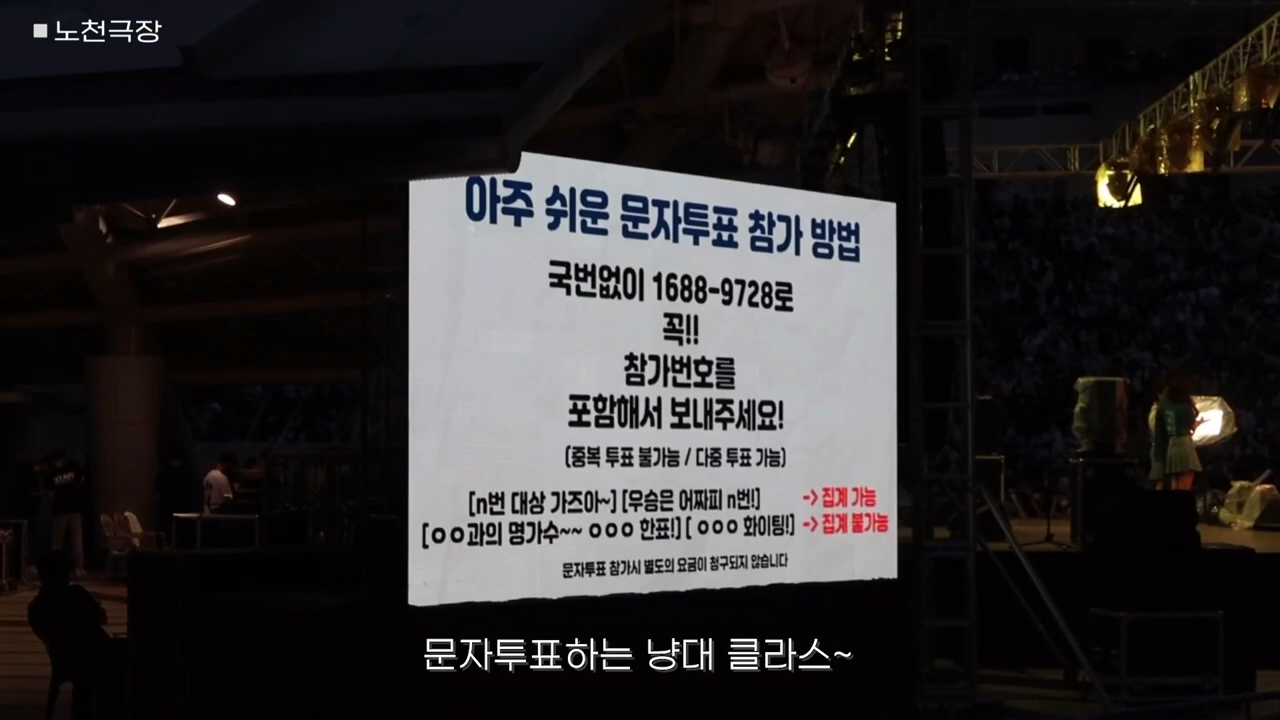 노천극장
아주 쉬운 문자투표 참가 방법
국번없이 1688-9728로
꼭!!
참가번호를
포함해서 보내주세요!
(중복 투표 불가능 / 다중 투표 가능)
[n번 대상 가즈아~] [우승은 어짜피 n번!] -> 집계 가능
[ㅇㅇ과의 명가수~~ ㅇㅇㅇ 한표!] [ ㅇㅇㅇ 화이팅!] -> 집계 불가능
문자투표 참가시 별도의 요금이 청구되지 않습니다
문자투표하는 냥대 클라스~